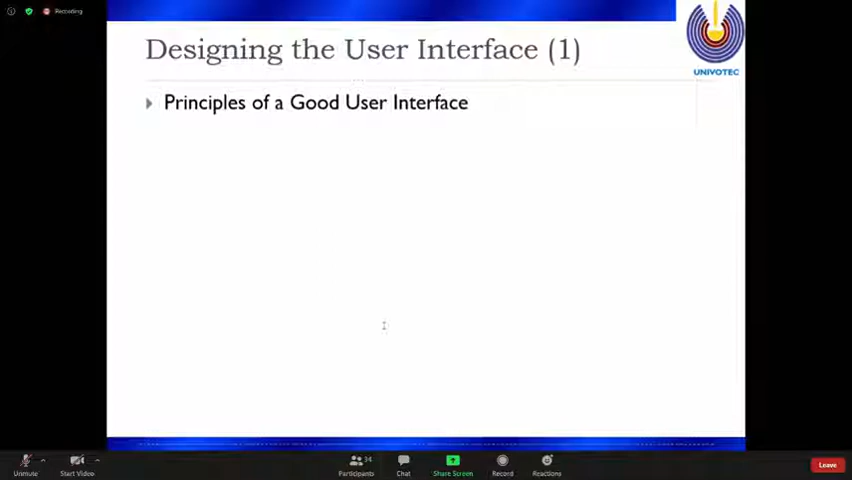 Recording
Designing the User Interface (1)
UNIVOTEC
Principles of a Good User Interface
34
Unmute
Start Video
Participants
Chat
Share Screen
Record
Reactions
Leave